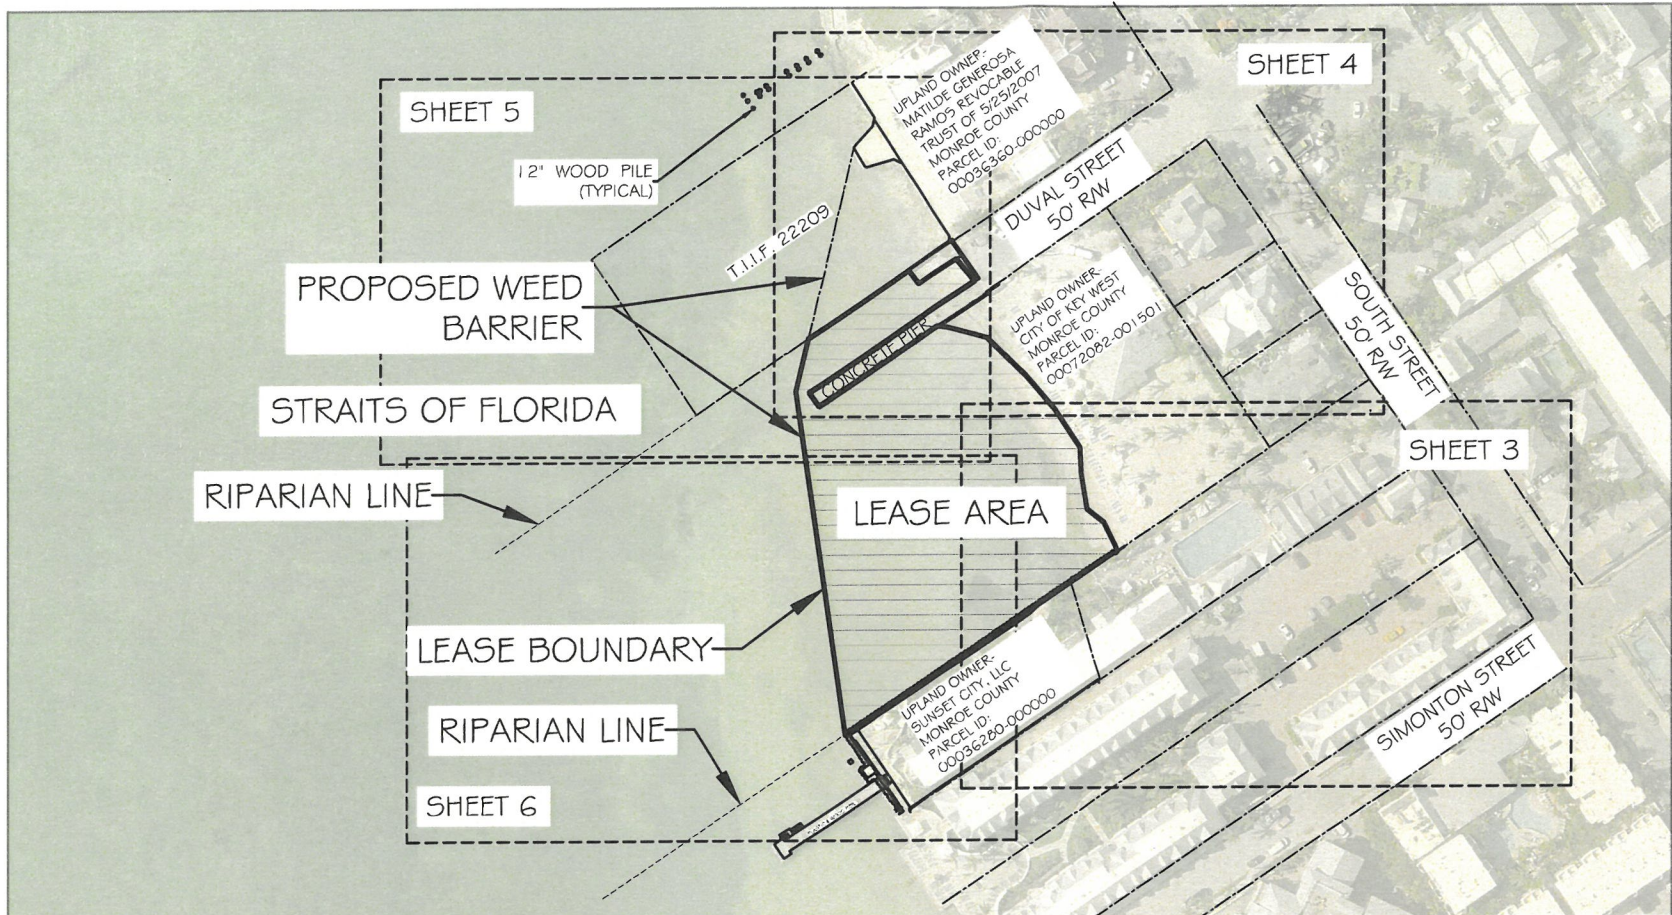 SHEET 4
SHEET 5
UPLAND OWNER-
MATILDE GENEROSA
RAMOS REVOCABLE
TRUST OF 5/25/2007
MONROE COUNTY
PARCEL ID:
00036360-000000
12" WOOD PILE
(TYPICAL)
DUVAL STREET
50' R/W
T.I.I.F. 22209
PROPOSED WEED
BARRIER
UPLAND OWNER-
CITY OF KEY WEST
MONROE COUNTY
PARCEL ID:
00072082-001501
SOUTH STREET
50' R/W
CONCRETE PIER
STRAITS OF FLORIDA
SHEET 3
RIPARIAN LINE
LEASE AREA
LEASE BOUNDARY
UPLAND OWNER-
SUNSET CITY, LLC
MONROE COUNTY
PARCEL ID:
00036280-000000
SIMONTON STREET
50' R/W
RIPARIAN LINE
SHEET 6